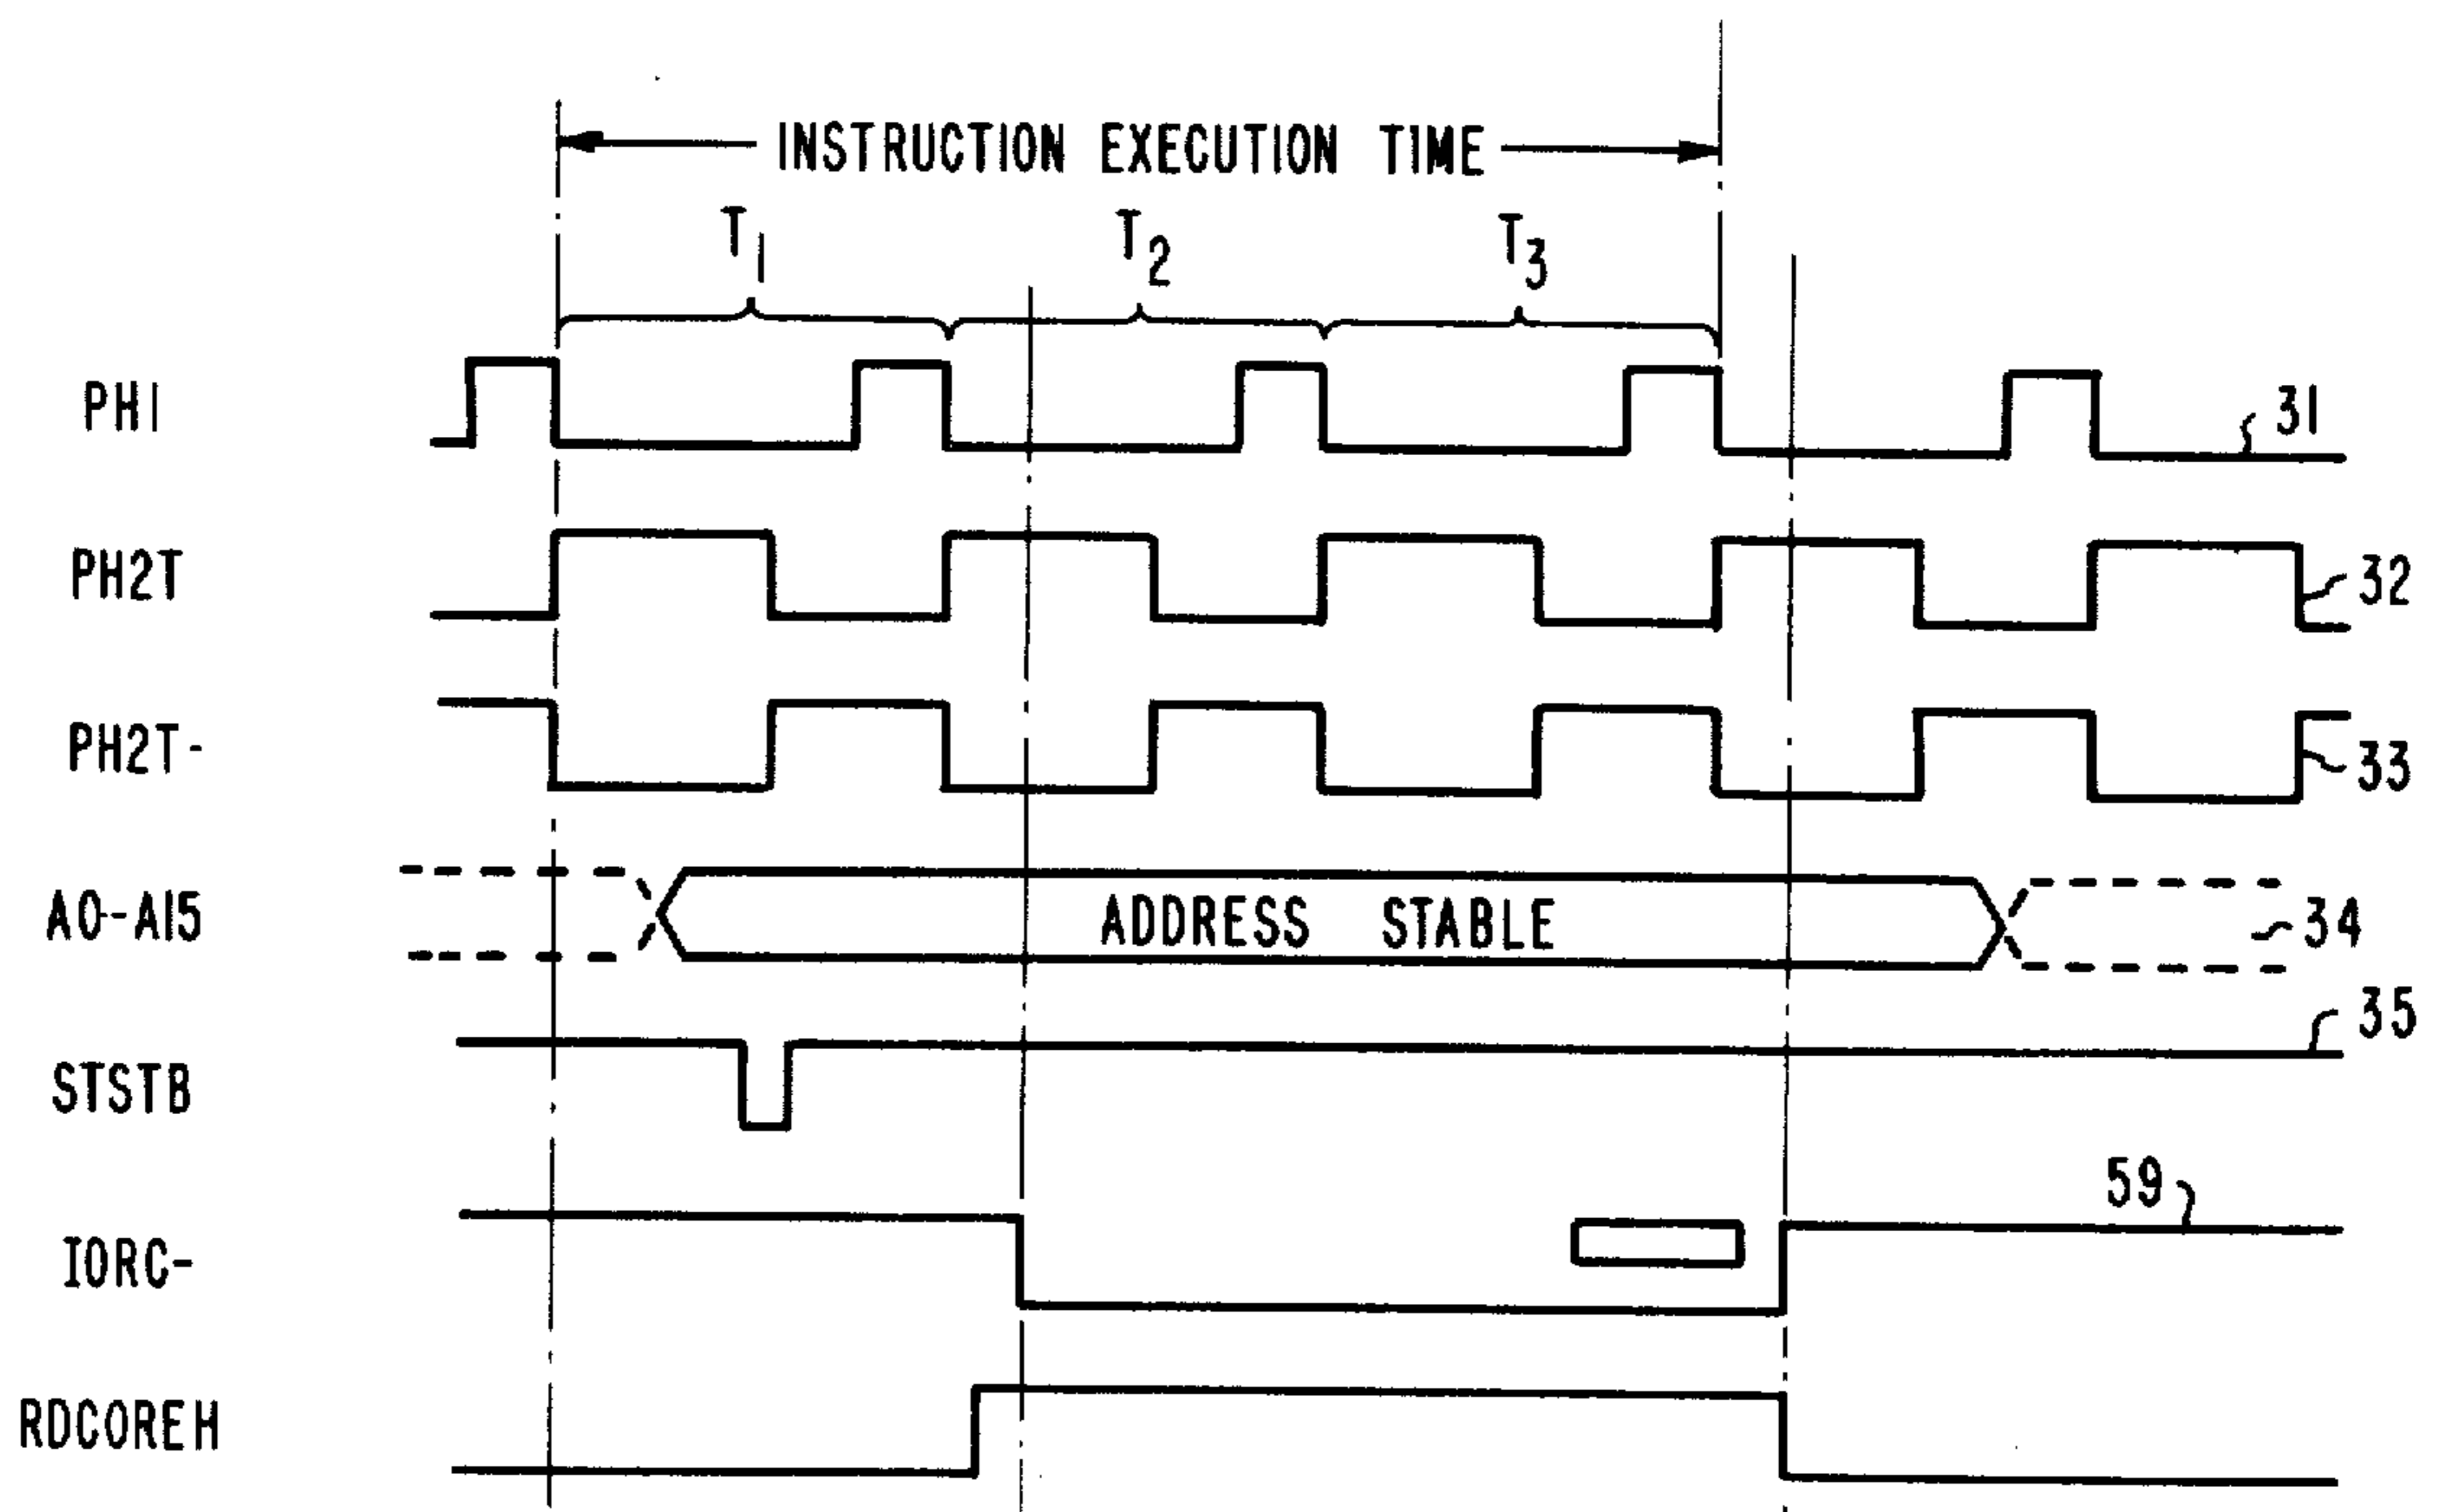 INSTRUCTION EXECUTION TIME
T1 T2 T3
PH1 31
PH2T 32
PH2T- 33
A0-A15 ADDRESS STABLE 34
STSTB 35
IORC- 59
RDCOREH